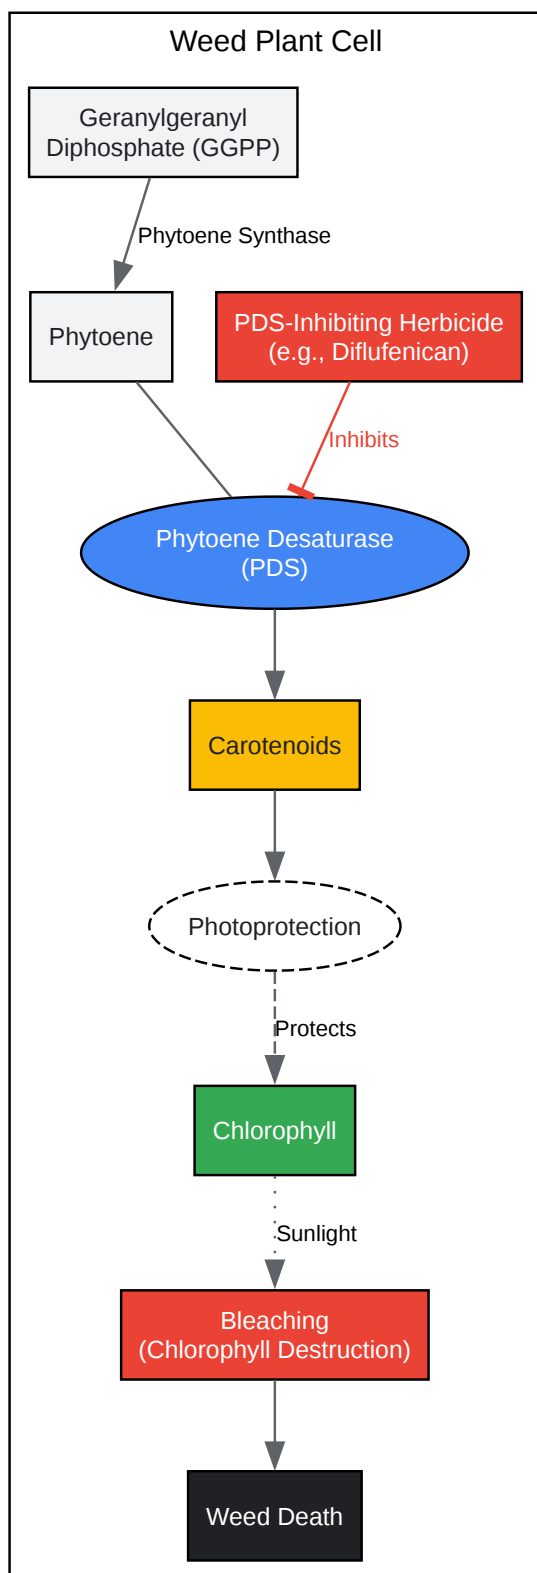 Weed Plant Cell
Geranylgeranyl
Diphosphate (GGPP)
Phytoene Synthase
Phytoene
PDS-Inhibiting Herbicide
(e.g., Diflufenican)
Inhibits
Phytoene Desaturase
(PDS)
Carotenoids
Photoprotection
Protects
Chlorophyll
Sunlight
Bleaching
(Chlorophyll Destruction)
Weed Death